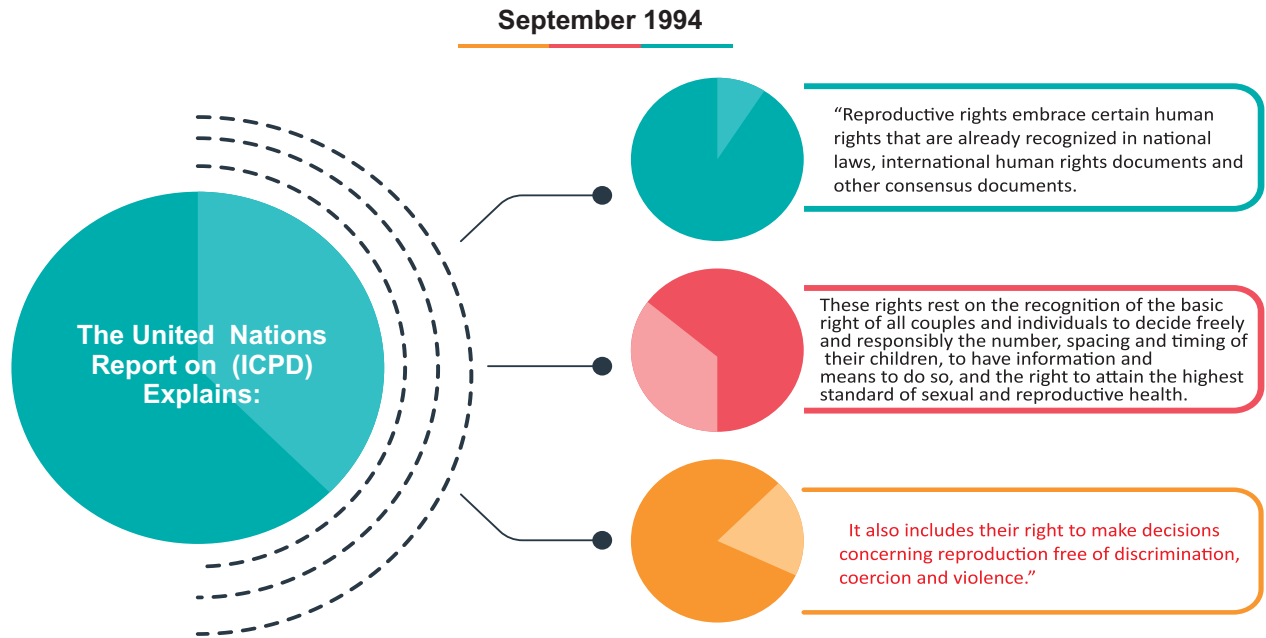 September 1994
The United Nations
Report on (ICPD)
Explains:
“Reproductive rights embrace certain human
rights that are already recognized in national
laws, international human rights documents and
other consensus documents.
These rights rest on the recognition of the basic
right of all couples and individuals to decide freely
and responsibly the number, spacing and timing of
their children, to have information and
means to do so, and the right to attain the highest
standard of sexual and reproductive health.
It also includes their right to make decisions
concerning reproduction free of discrimination,
coercion and violence.”